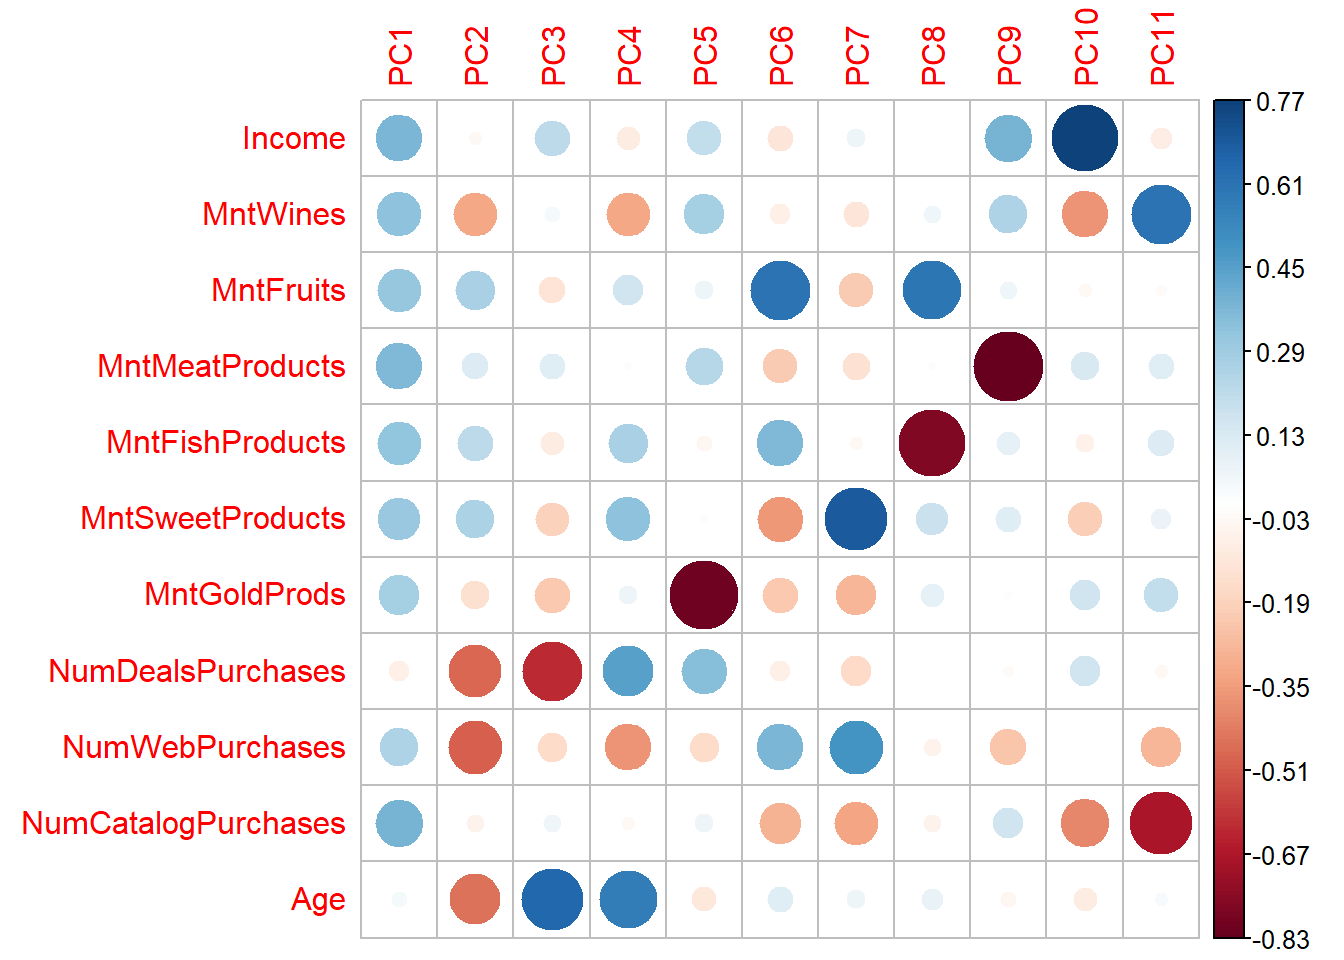 PC1 PC2 PC3 PC4 PC5 PC6 PC7 PC8 PC9 PC10 PC11
Income
MntWines
MntFruits
MntMeatProducts
MntFishProducts
MntSweetProducts
MntGoldProds
NumDealsPurchases
NumWebPurchases
NumCatalogPurchases
Age
0.77
0.61
0.45
0.29
0.13
-0.03
-0.19
-0.35
-0.51
-0.67
-0.83